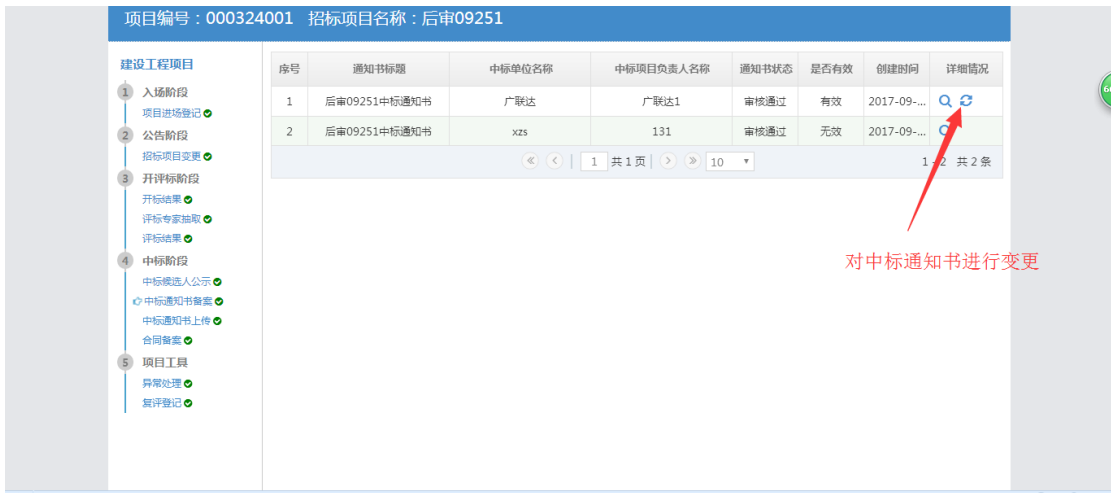 项目编号：000324001 招标项目名称：后审09251
建设工程项目
1 入场阶段
项目进场登记
2 公告阶段
招标项目变更
3 开评标阶段
开标结果
评标专家抽取
评标结果
4 中标阶段
中标候选人公示
中标通知书备案
中标通知书上传
合同备案
5 项目工具
异常处理
复评登记
序号 通知书标题 中标单位名称 中标项目负责人名称 通知书状态 是否有效 创建时间 详细情况
1 后审09251中标通知书 广联达 广联达1 审核通过 有效 2017-09-...
2 后审09251中标通知书 xzs 131 审核通过 无效 2017-09-...
1 共1页 10 1 - 2 共2条
对中标通知书进行变更